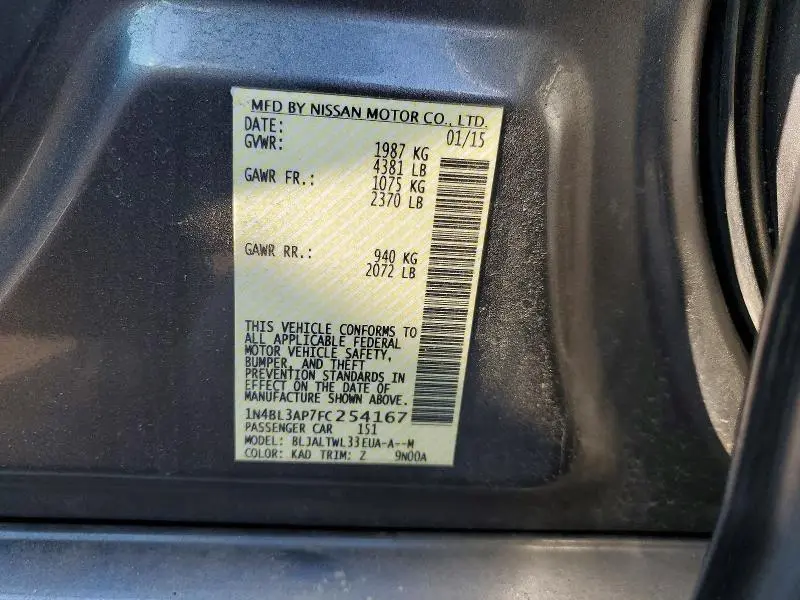 MFD BY NISSAN MOTOR CO., LTD.
DATE: 01/15
GVWR: 1987 KG
4381 LB
GAWR FR.: 1075 KG
2370 LB
GAWR RR.: 940 KG
2072 LB
THIS VEHICLE CONFORMS TO
ALL APPLICABLE FEDERAL
MOTOR VEHICLE SAFETY,
BUMPER, AND THEFT
PREVENTION STANDARDS IN
EFFECT ON THE DATE OF
MANUFACTURE SHOWN ABOVE.
1N4BL3AP7FC254167
PASSENGER CAR 151
MODEL: BLJALTWL33EUA-A--M
COLOR: KAD TRIM: Z 9N00A